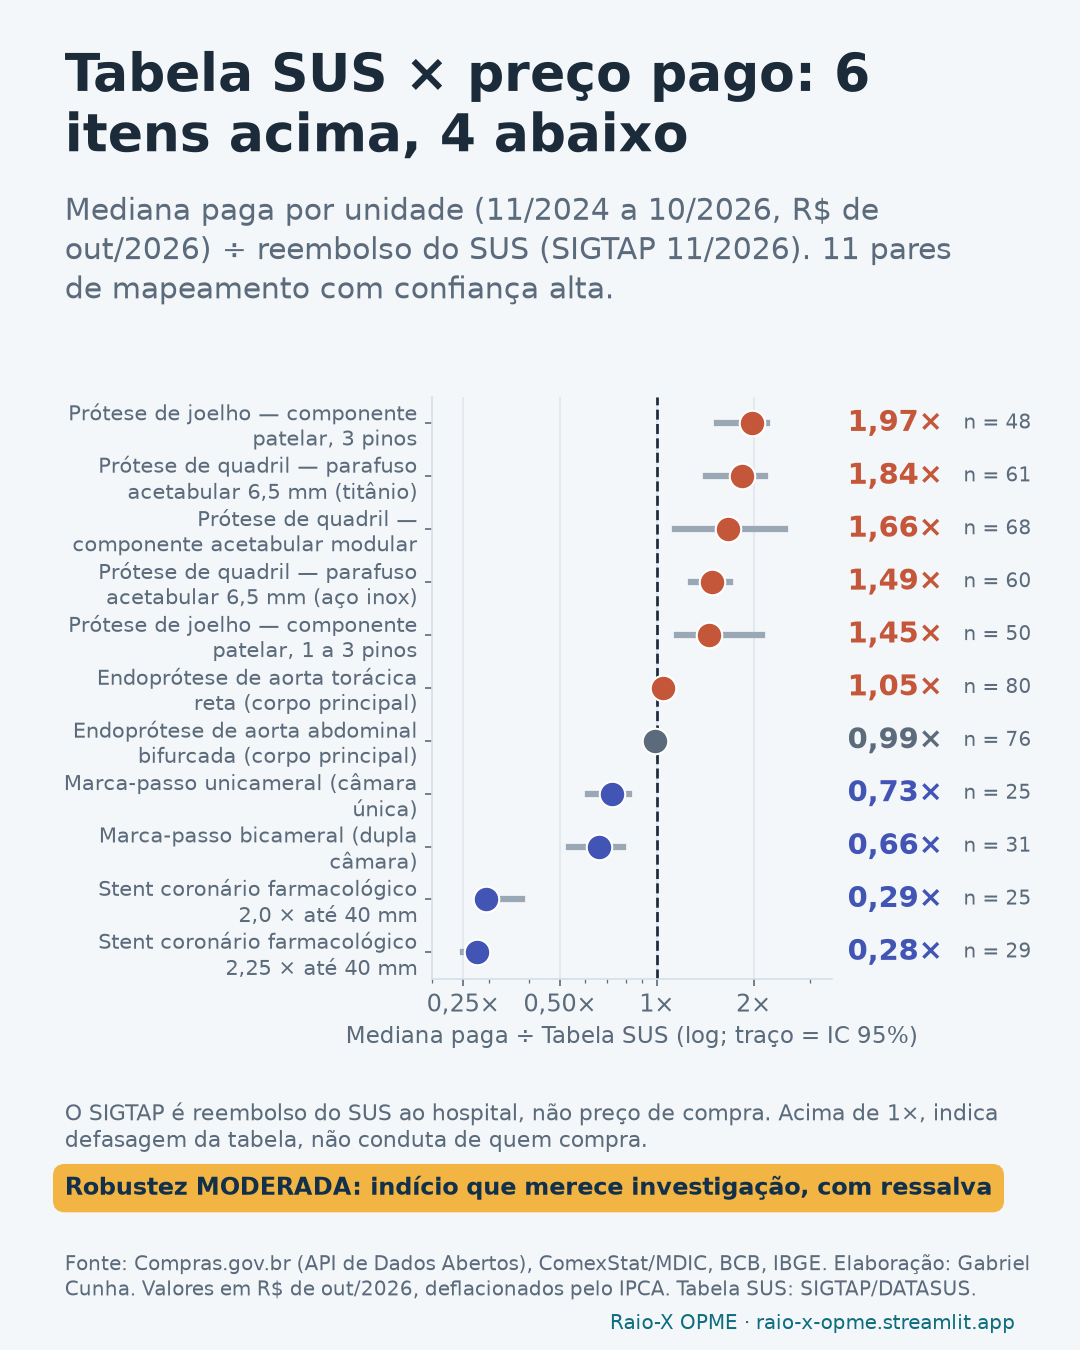 Tabela SUS × preço pago: 6
itens acima, 4 abaixo
Mediana paga por unidade (11/2024 a 10/2026, R$ de
out/2026) ÷ reembolso do SUS (SIGTAP 11/2026). 11 pares
de mapeamento com confiança alta.
Prótese de joelho — componente
patelar, 3 pinos
1,97× n = 48
Prótese de quadril — parafuso
acetabular 6,5 mm (titânio)
1,84× n = 61
Prótese de quadril —
componente acetabular modular
1,66× n = 68
Prótese de quadril — parafuso
acetabular 6,5 mm (aço inox)
1,49× n = 60
Prótese de joelho — componente
patelar, 1 a 3 pinos
1,45× n = 50
Endoprótese de aorta torácica
reta (corpo principal)
1,05× n = 80
Endoprótese de aorta abdominal
bifurcada (corpo principal)
0,99× n = 76
Marca-passo unicameral (câmara
única)
0,73× n = 25
Marca-passo bicameral (dupla
câmara)
0,66× n = 31
Stent coronário farmacológico
2,0 × até 40 mm
0,29× n = 25
Stent coronário farmacológico
2,25 × até 40 mm
0,28× n = 29
0,25× 0,50× 1× 2×
Mediana paga ÷ Tabela SUS (log; traço = IC 95%)
O SIGTAP é reembolso do SUS ao hospital, não preço de compra. Acima de 1×, indica
defasagem da tabela, não conduta de quem compra.
Robustez MODERADA: indício que merece investigação, com ressalva
Fonte: Compras.gov.br (API de Dados Abertos), ComexStat/MDIC, BCB, IBGE. Elaboração: Gabriel
Cunha. Valores em R$ de out/2026, deflacionados pelo IPCA. Tabela SUS: SIGTAP/DATASUS.
Raio-X OPME · raio-x-opme.streamlit.app